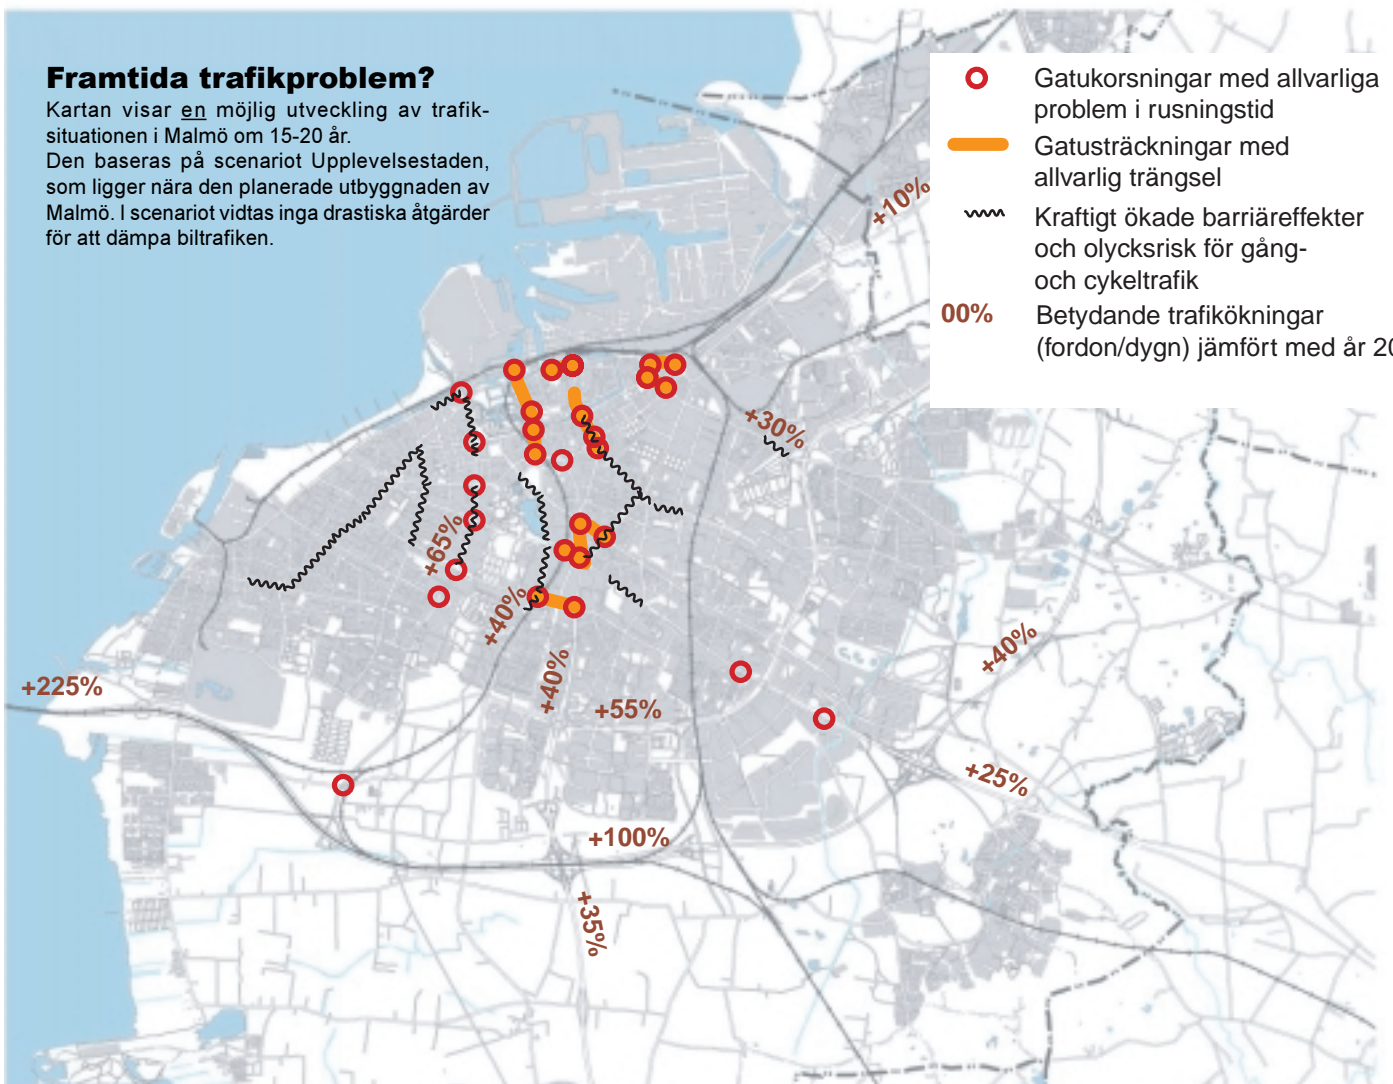 Framtida trafikproblem?
Kartan visar en möjlig utveckling av trafik-
situationen i Malmö om 15-20 år.
Den baseras på scenariot Upplevelsestaden,
som ligger nära den planerade utbyggnaden av
Malmö. I scenariot vidtas inga drastiska åtgärder
för att dämpa biltrafiken.
Gatukorsningar med allvarliga
problem i rusningstid
Gatusträckningar med
allvarlig trängsel
Kraftigt ökade barriäreffekter
och olycksrisk för gång-
och cykeltrafik
00% Betydande trafikökningar
(fordon/dygn) jämfört med år
+10%
+30%
+65%
+40%
+40%
+40%
+225%
+55%
+25%
+100%
+35%